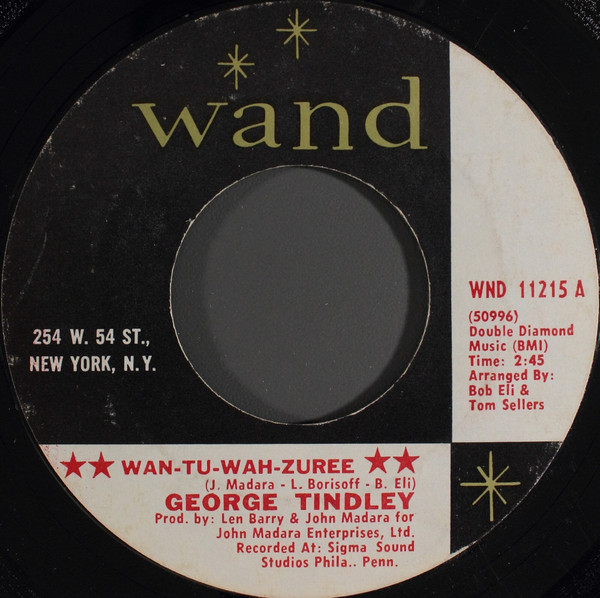 wand
254 W. 54 ST.,
NEW YORK, N.Y.
WND 11215 A
(50996)
Double Diamond
Music (BMI)
Time: 2:45
Arranged By:
Bob Eli &
Tom Sellers
★★ WAN-TU-WAH-ZUREE ★★
(J. Madara - L. Borisoff - B. Eli)
GEORGE TINDLEY
Prod. by: Len Barry & John Madara for
John Madara Enterprises, Ltd.
Recorded At: Sigma Sound
Studios Phila.. Penn.